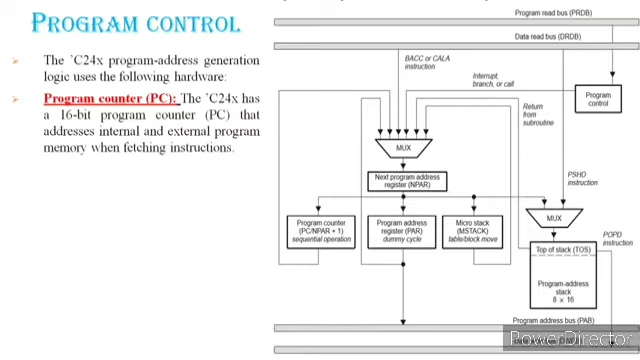 PROGRAM CONTROL
➢ The `C24x program-address generation
logic uses the following hardware:
➢ Program counter (PC): The `C24x has
a 16-bit program counter (PC) that
addresses internal and external program
memory when fetching instructions.
Program read bus (PRDB)
Data read bus (DRDB)
BACC or CALA
instruction
Interrupt,
branch, or call
Program
control
Return
from
subroutine
MUX
Next program address
register (NPAR)
PSHD
instruction
Program counter
(PC/NPAR + 1)
sequential operation
Program address
register (PAR)
dummy cycle
Micro stack
(MSTACK)
table/block move
MUX
POPD
instruction
Top of stack (TOS)
Program-address
stack
8 × 16
Program address bus (PAB)
PowerDirector